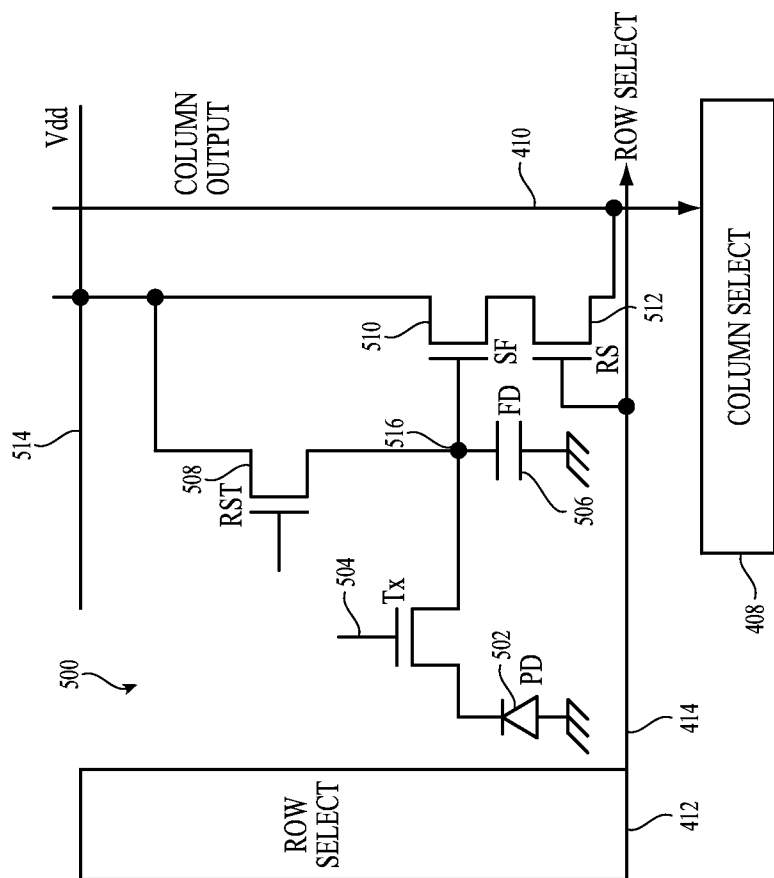 500
514
Vdd
COLUMN
OUTPUT
508
RST
504
Tx
516
510
SF
410
502
PD
FD
506
RS
512
ROW SELECT
ROW
SELECT
412
414
COLUMN SELECT
408